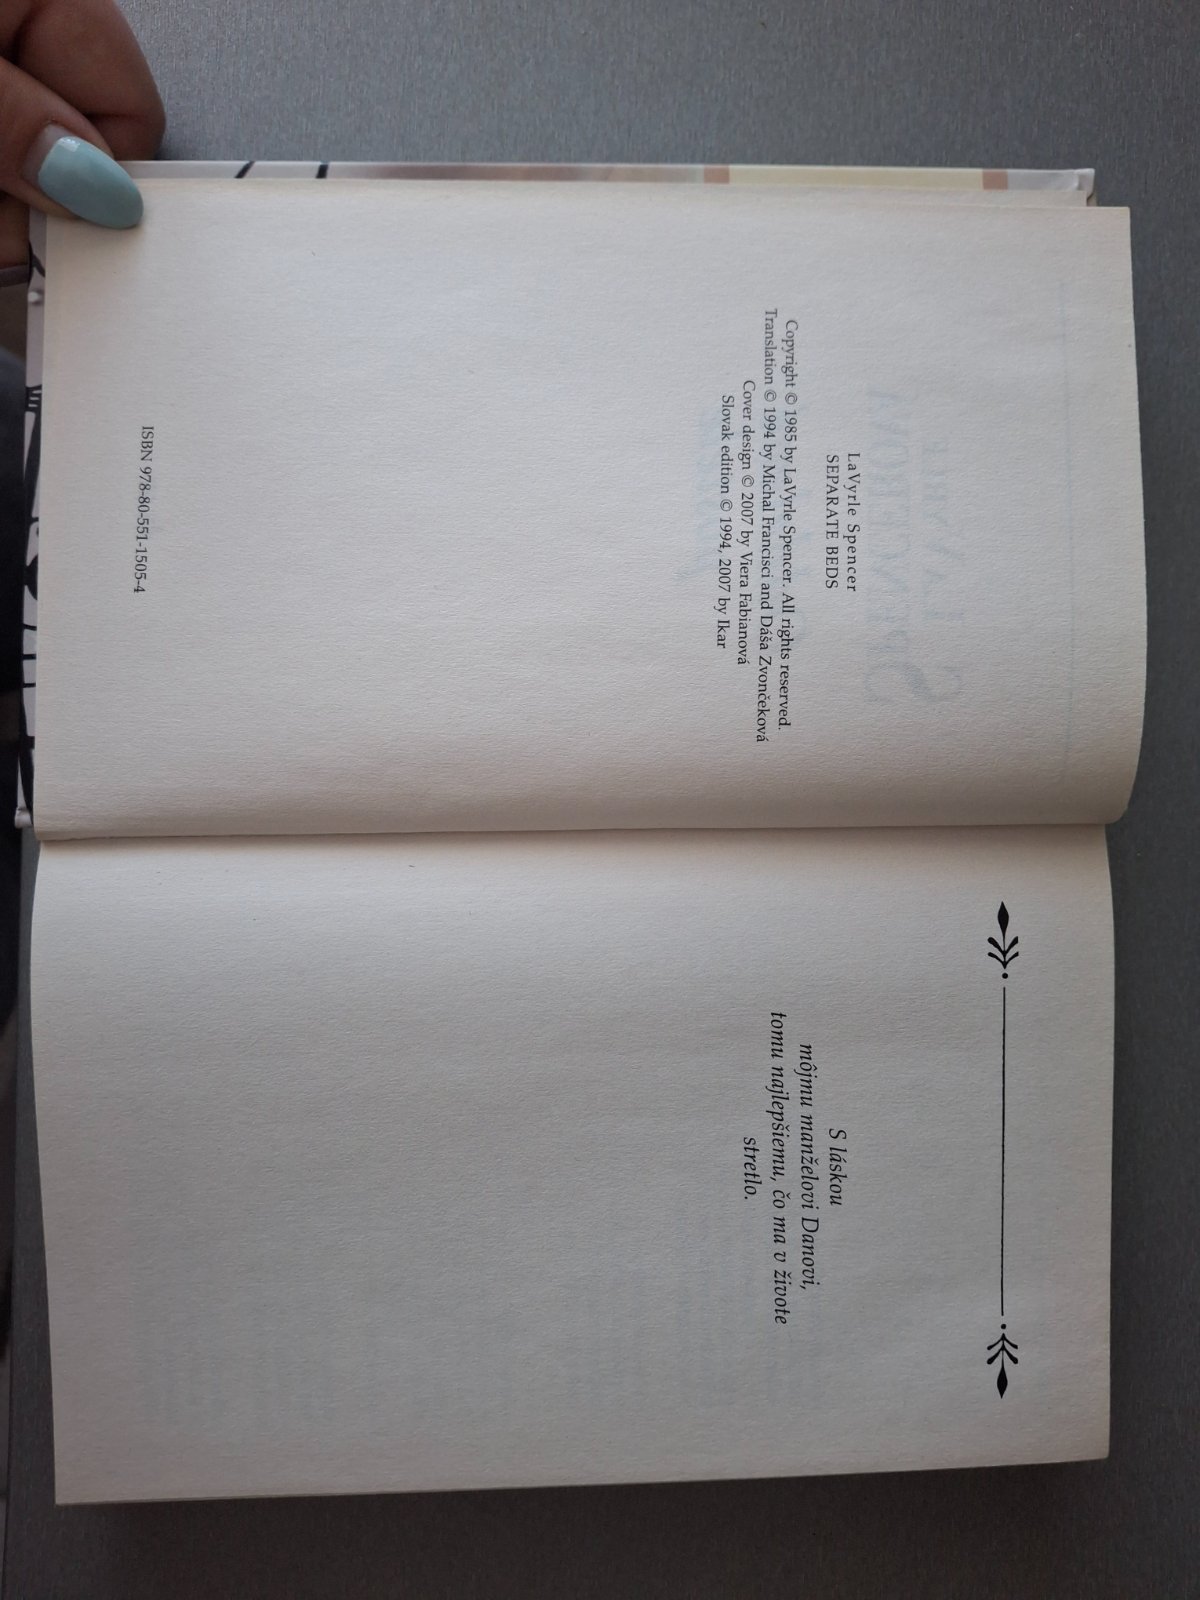 LaVyrle Spencer
SEPARATE BEDS
Copyright © 1985 by LaVyrle Spencer. All rights reserved.
Translation © 1994 by Michal Francisci and Dáša Zvončeková
Cover design © 2007 by Viera Fabianová
Slovak edition © 1994, 2007 by Ikar
ISBN 978-80-551-1505-4
S láskou
môjmu manželovi Danovi,
tomu najlepšiemu, čo ma v živote
stretlo.